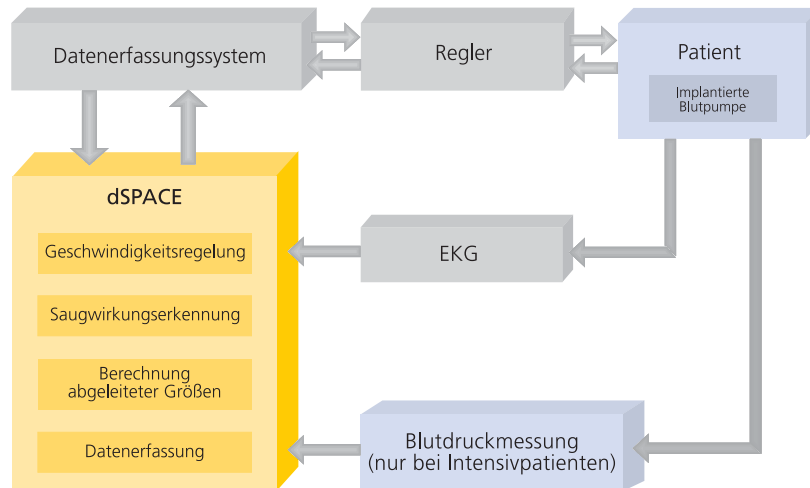 Datenerfassungssystem
Regler
Patient
Implantierte
Blutpumpe
dSPACE
Geschwindigkeitsregelung
Saugwirkungserkennung
Berechnung
abgeleiteter Größen
Datenerfassung
EKG
Blutdruckmessung
(nur bei Intensivpatienten)